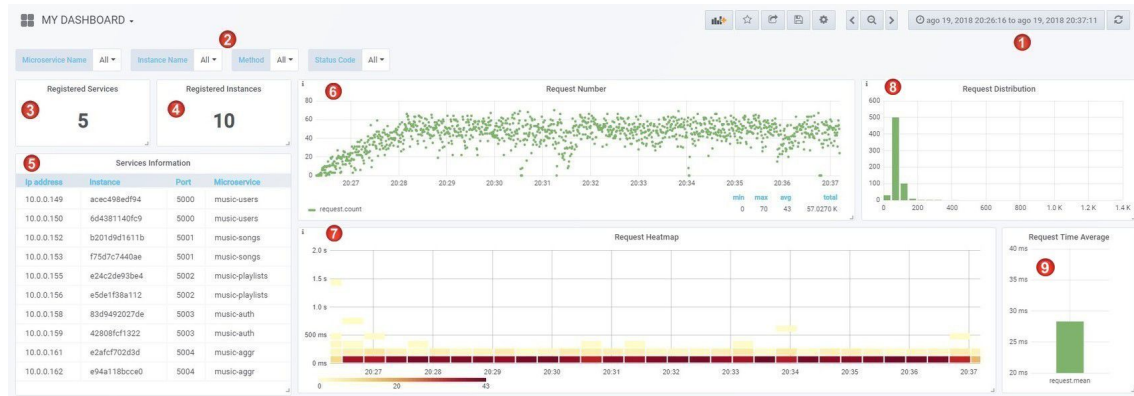 MY DASHBOARD
ago 19, 2018 20:26:16 to ago 19, 2018 20:37:11
1
2
Microservice Name All Instance Name All Method All Status Code All
3
Registered Services
5
4
Registered Instances
10
5
Services Information
Ip address Instance Port Microservice
10.0.0.149 acec498edf94 5000 music-users
10.0.0.150 6d4381140fc9 5000 music-users
10.0.0.152 b201d9d1611b 5001 music-songs
10.0.0.153 f75d7c7440ae 5001 music-songs
10.0.0.155 e24c2de93be4 5002 music-playlists
10.0.0.156 e5de1f38a112 5002 music-playlists
10.0.0.158 83d9492027de 5003 music-auth
10.0.0.159 42808fcf1322 5003 music-auth
10.0.0.161 e2afcf702d3d 5004 music-aggr
10.0.0.162 e94a118bcce0 5004 music-aggr
i
6
Request Number
80
60
40
20
0
20:27 20:28 20:29 20:30 20:31 20:32 20:33 20:34 20:35 20:36 20:37
min max avg total
request.count 0 70 43 57.0270 K
i
8
Request Distribution
600
500
400
300
200
100
0
0 200 400 600 800 1.0 K 1.2 K 1.4 K
i
7
Request Heatmap
2.0 s
1.5 s
1.0 s
500 ms
0 ms
20:27 20:28 20:29 20:30 20:31 20:32 20:33 20:34 20:35 20:36 20:37
0 20 43
Request Time Average
9
40 ms
35 ms
30 ms
25 ms
20 ms
request.mean